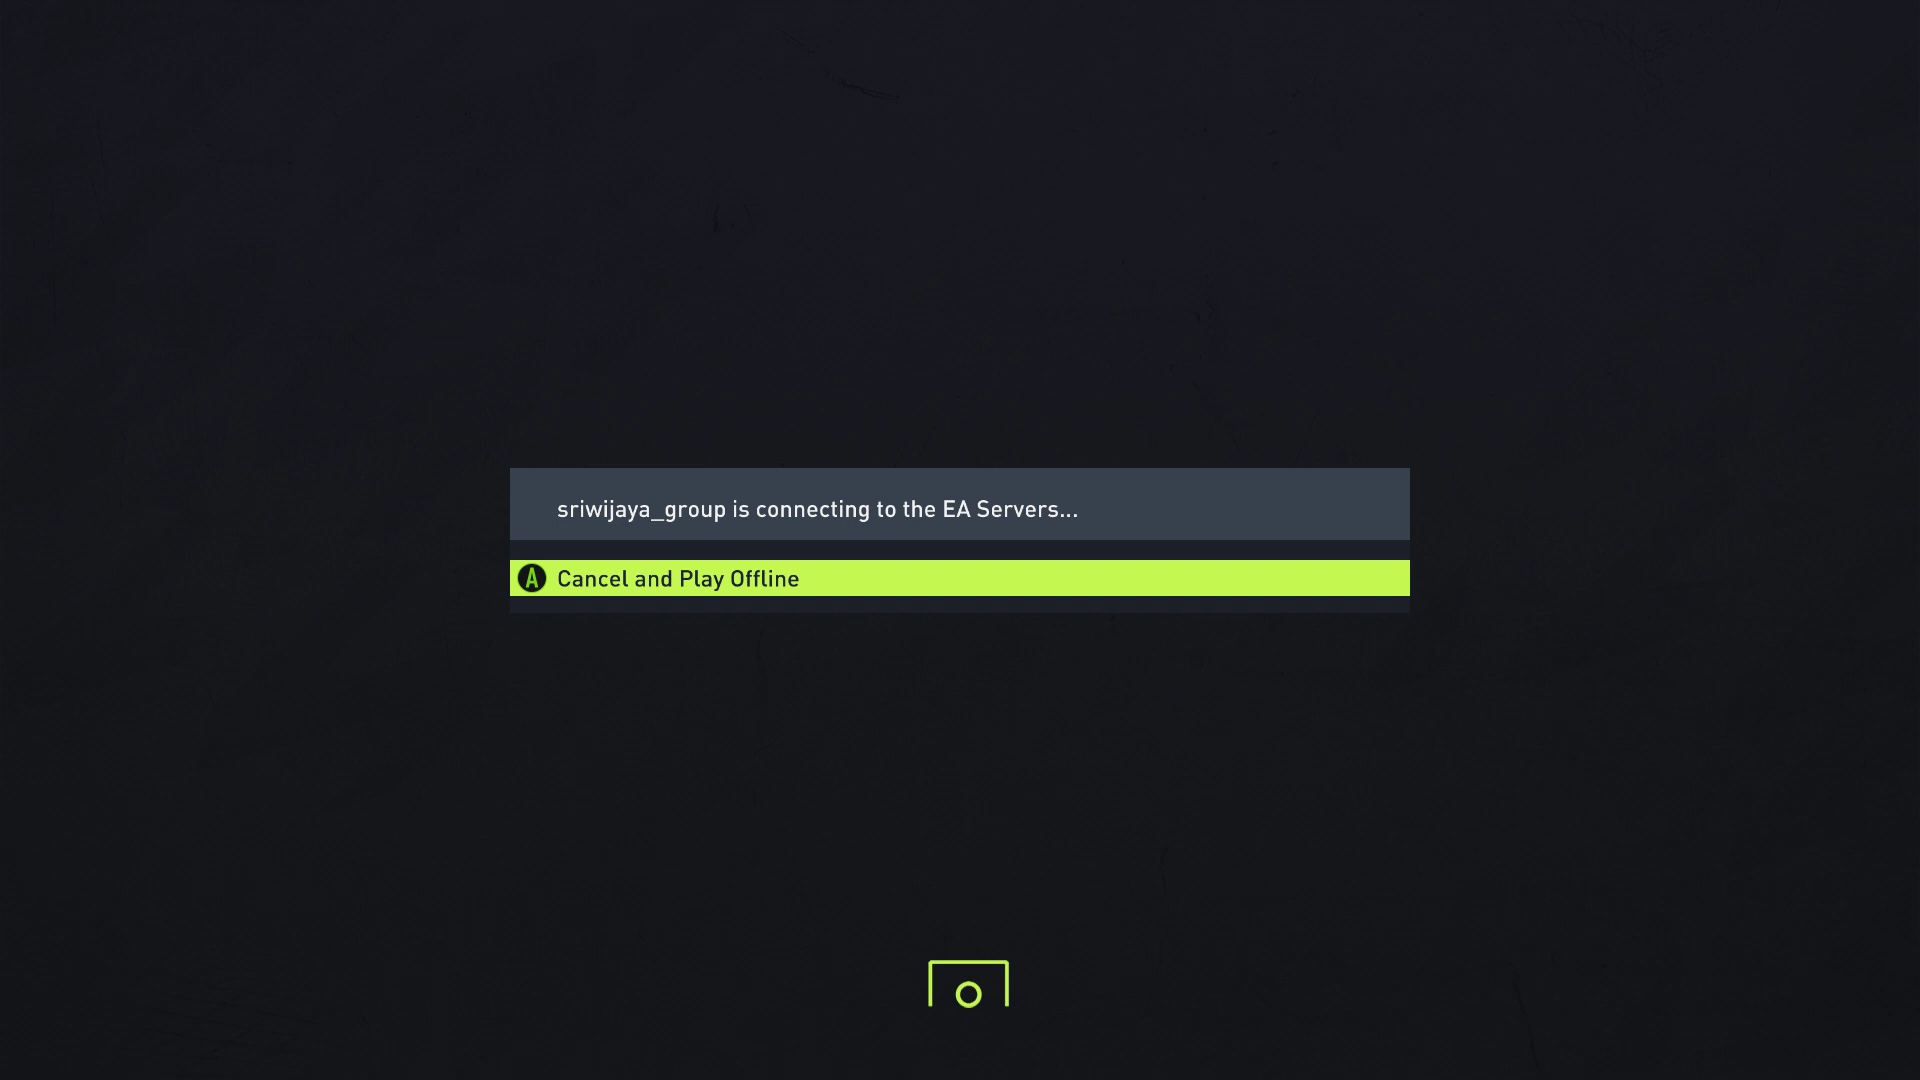 sriwijaya_group is connecting to the EA Servers...
A Cancel and Play Offline